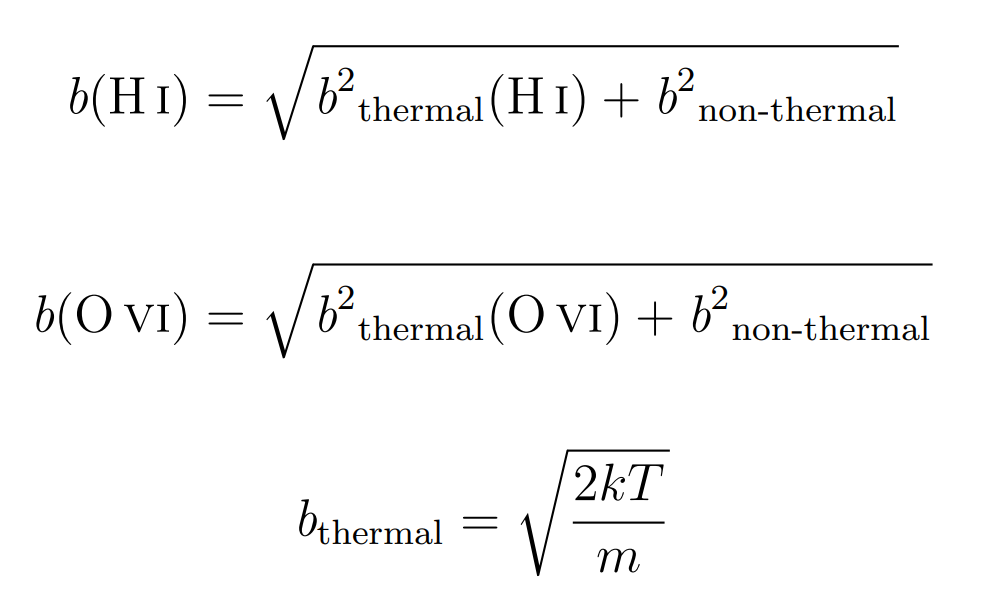 b(H I) = √(b²_thermal(H I) + b²_non-thermal)
b(O VI) = √(b²_thermal(O VI) + b²_non-thermal)
b_thermal = √(2kT/m)